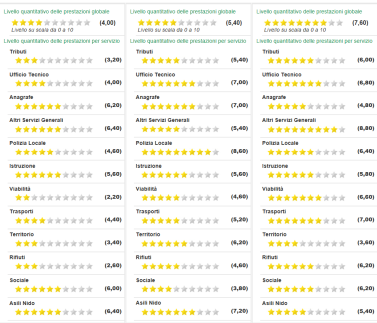 Livello quantitativo delle prestazioni globale
(4,00)
Livello su scala da 0 a 10
Livello quantitativo delle prestazioni per servizio
Tributi
(3,20)
Ufficio Tecnico
(4,00)
Anagrafe
(6,20)
Altri Servizi Generali
(6,40)
Polizia Locale
(4,60)
Istruzione
(5,60)
Viabilità
(2,20)
Trasporti
(4,40)
Territorio
(3,40)
Rifiuti
(2,60)
Sociale
(6,00)
Asili Nido
(6,40)
Livello quantitativo delle prestazioni globale
(5,40)
Livello su scala da 0 a 10
Livello quantitativo delle prestazioni per servizio
Tributi
(5,40)
Ufficio Tecnico
(7,00)
Anagrafe
(7,00)
Altri Servizi Generali
(5,40)
Polizia Locale
(8,60)
Istruzione
(5,60)
Viabilità
(4,60)
Trasporti
(5,20)
Territorio
(6,20)
Rifiuti
(4,60)
Sociale
(3,80)
Asili Nido
(7,20)
Livello quantitativo delle prestazioni globale
(7,60)
Livello su scala da 0 a 10
Livello quantitativo delle prestazioni per servizio
Tributi
(6,00)
Ufficio Tecnico
(6,80)
Anagrafe
(4,80)
Altri Servizi Generali
(8,80)
Polizia Locale
(6,40)
Istruzione
(5,80)
Viabilità
(6,60)
Trasporti
(7,00)
Territorio
(3,60)
Rifiuti
(6,20)
Sociale
(6,20)
Asili Nido
(5,40)